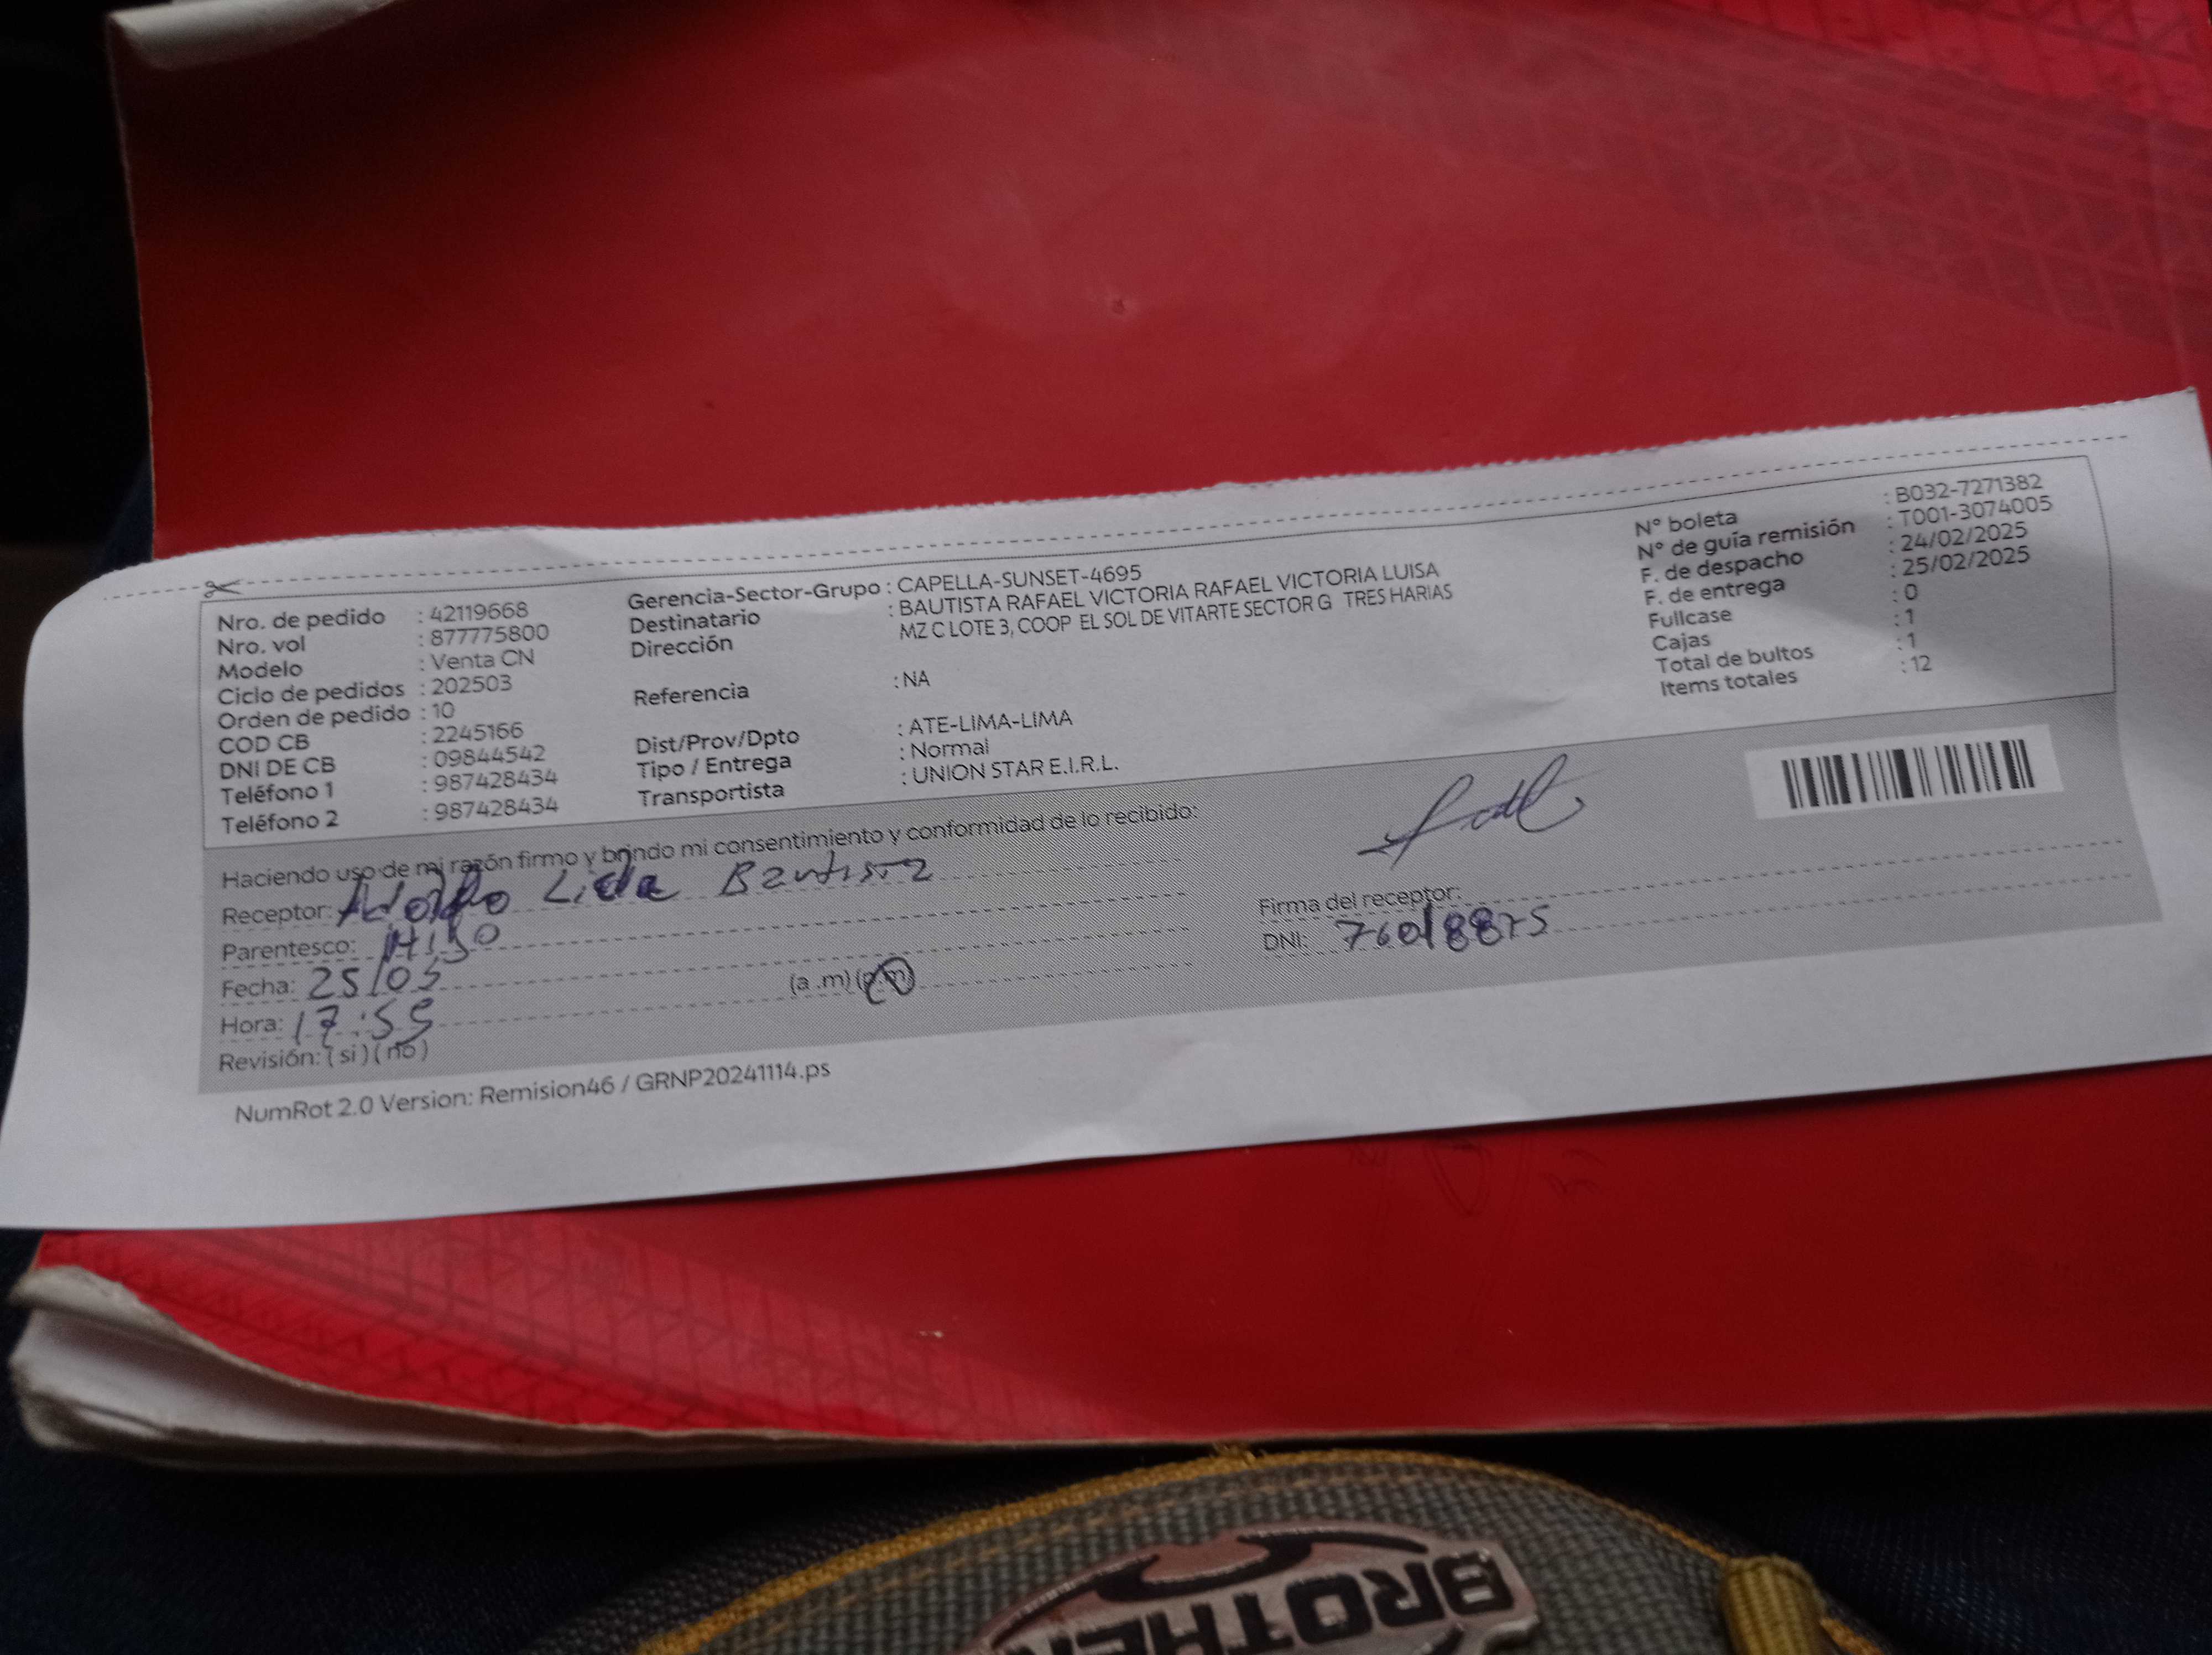 Nro. de pedido : 42119668
Nro. vol : 877775800
Modelo : Venta CN
Ciclo de pedidos : 202503
Orden de pedido : 10
COD CB : 2245166
DNI DE CB : 09844542
Teléfono 1 : 987428434
Teléfono 2 : 987428434
Gerencia-Sector-Grupo : CAPELLA-SUNSET-4695
Destinatario : BAUTISTA RAFAEL VICTORIA RAFAEL VICTORIA LUISA
Dirección MZ C LOTE 3, COOP EL SOL DE VITARTE SECTOR G TRES HARIAS
Referencia : NA
Dist/Prov/Dpto : ATE-LIMA-LIMA
Tipo / Entrega : Normal
Transportista : UNION STAR E.I.R.L.
N° boleta : B032-7271382
N° de guía remisión : T001-3074005
F. de despacho : 24/02/2025
F. de entrega : 25/02/2025
Fullcase : 0
Cajas : 1
Total de bultos : 1
Items totales : 12
Haciendo uso de mi razón firmo y brindo mi consentimiento y conformidad de lo recibido:
Receptor: Adolfo Bautista
Parentesco: Hijo
Fecha: 25/03
Hora: 17:55 (a .m) (p.m)
Revisión: ( si ) ( no )
Firma del receptor:
DNI: 76018875
NumRot 2.0 Version: Remision46 / GRNP20241114.ps
BROTHER